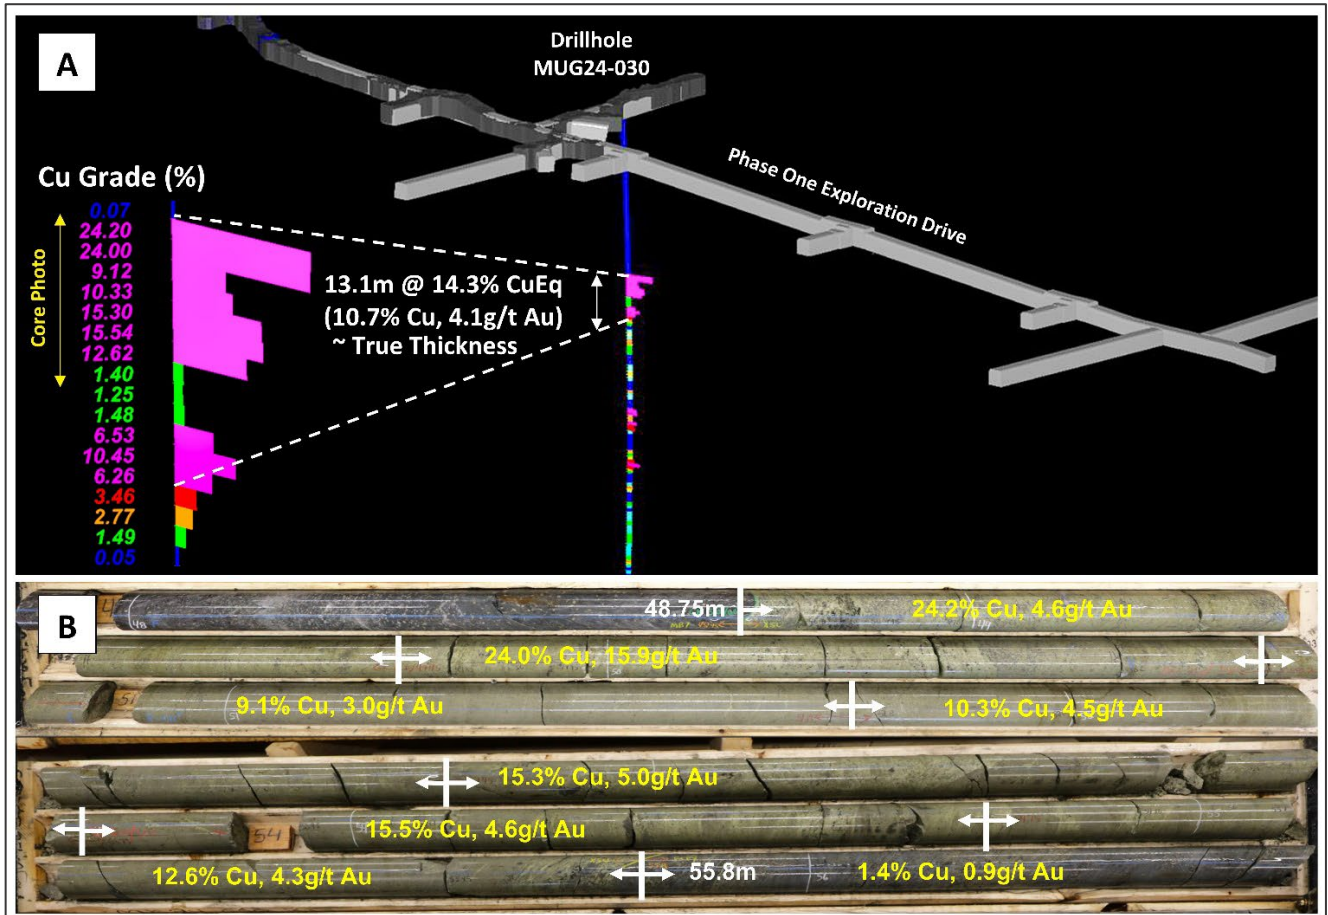 A
Drillhole
MUG24-030
Phase One Exploration Drive
Cu Grade (%)
Core Photo
0.07
24.20
24.00
9.12
10.33
15.30
15.54
12.62
1.40
1.25
1.48
6.53
10.45
6.26
3.46
2.77
1.49
0.05
13.1m @ 14.3% CuEq
(10.7% Cu, 4.1g/t Au)
~ True Thickness
B
48.75m
24.2% Cu, 4.6g/t Au
24.0% Cu, 15.9g/t Au
9.1% Cu, 3.0g/t Au
10.3% Cu, 4.5g/t Au
15.3% Cu, 5.0g/t Au
54
15.5% Cu, 4.6g/t Au
12.6% Cu, 4.3g/t Au
55.8m
1.4% Cu, 0.9g/t Au